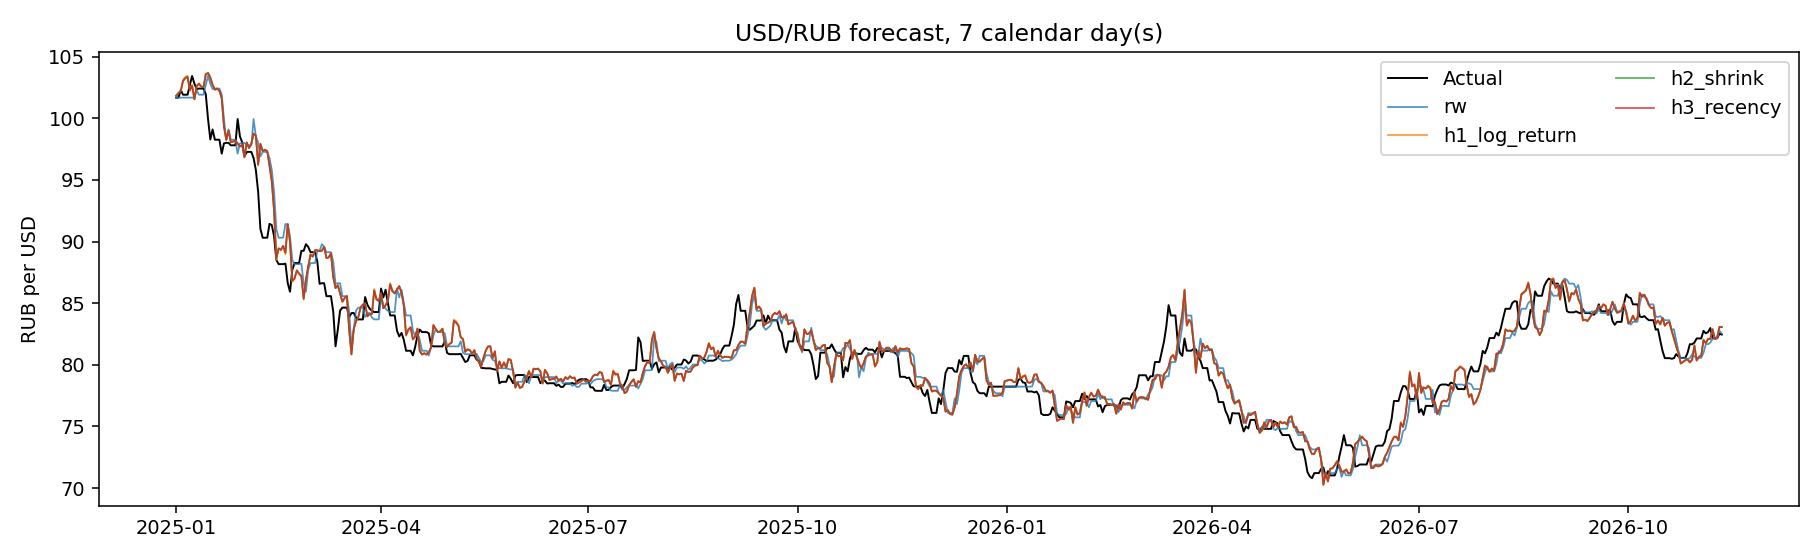 USD/RUB forecast, 7 calendar day(s)
RUB per USD
105
100
95
90
85
80
75
70
Actual
rw
h1_log_return
h2_shrink
h3_recency
2025-01
2025-04
2025-07
2025-10
2026-01
2026-04
2026-07
2026-10